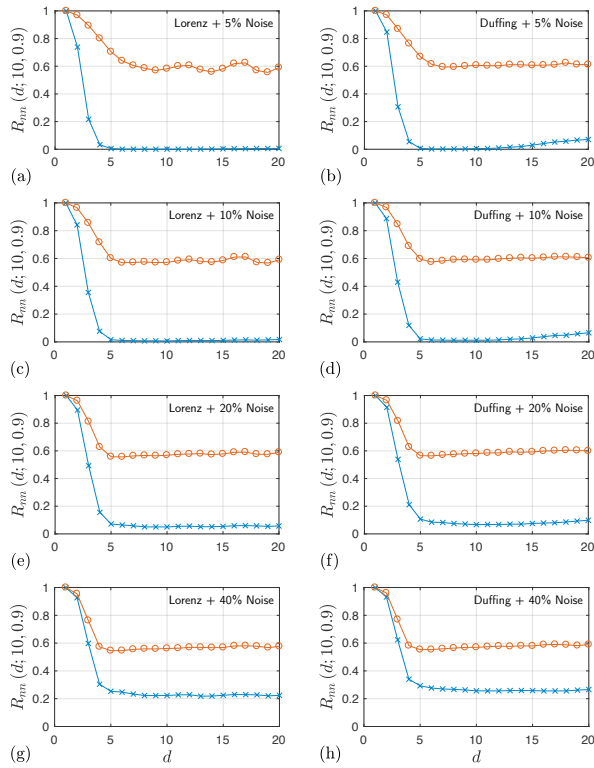 Lorenz + 5% Noise
R_nn (d; 10, 0.9)
1
0.8
0.6
0.4
0.2
0
0 5 10 15 20
(a)
Duffing + 5% Noise
R_nn (d; 10, 0.9)
1
0.8
0.6
0.4
0.2
0
0 5 10 15 20
(b)
Lorenz + 10% Noise
R_nn (d; 10, 0.9)
1
0.8
0.6
0.4
0.2
0
0 5 10 15 20
(c)
Duffing + 10% Noise
R_nn (d; 10, 0.9)
1
0.8
0.6
0.4
0.2
0
0 5 10 15 20
(d)
Lorenz + 20% Noise
R_nn (d; 10, 0.9)
1
0.8
0.6
0.4
0.2
0
0 5 10 15 20
(e)
Duffing + 20% Noise
R_nn (d; 10, 0.9)
1
0.8
0.6
0.4
0.2
0
0 5 10 15 20
(f)
Lorenz + 40% Noise
R_nn (d; 10, 0.9)
1
0.8
0.6
0.4
0.2
0
0 5 10 15 20
(g)
d
Duffing + 40% Noise
R_nn (d; 10, 0.9)
1
0.8
0.6
0.4
0.2
0
0 5 10 15 20
(h)
d